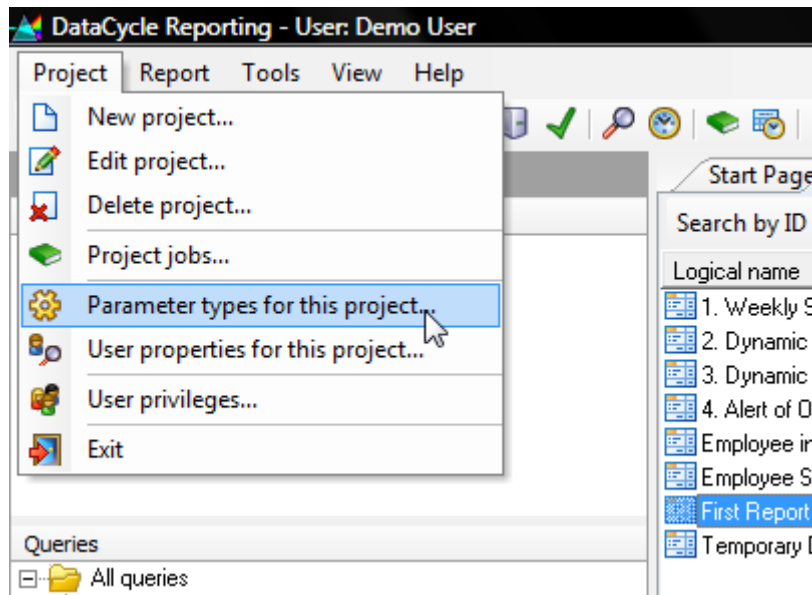 DataCycle Reporting - User: Demo User
Project Report Tools View Help
New project...
Edit project...
Delete project...
Project jobs...
Parameter types for this project...
User properties for this project...
User privileges...
Exit
Queries
All queries
Start Page
Search by ID
Logical name
1. Weekly S
2. Dynamic
3. Dynamic
4. Alert of O
Employee in
Employee S
First Report
Temporary